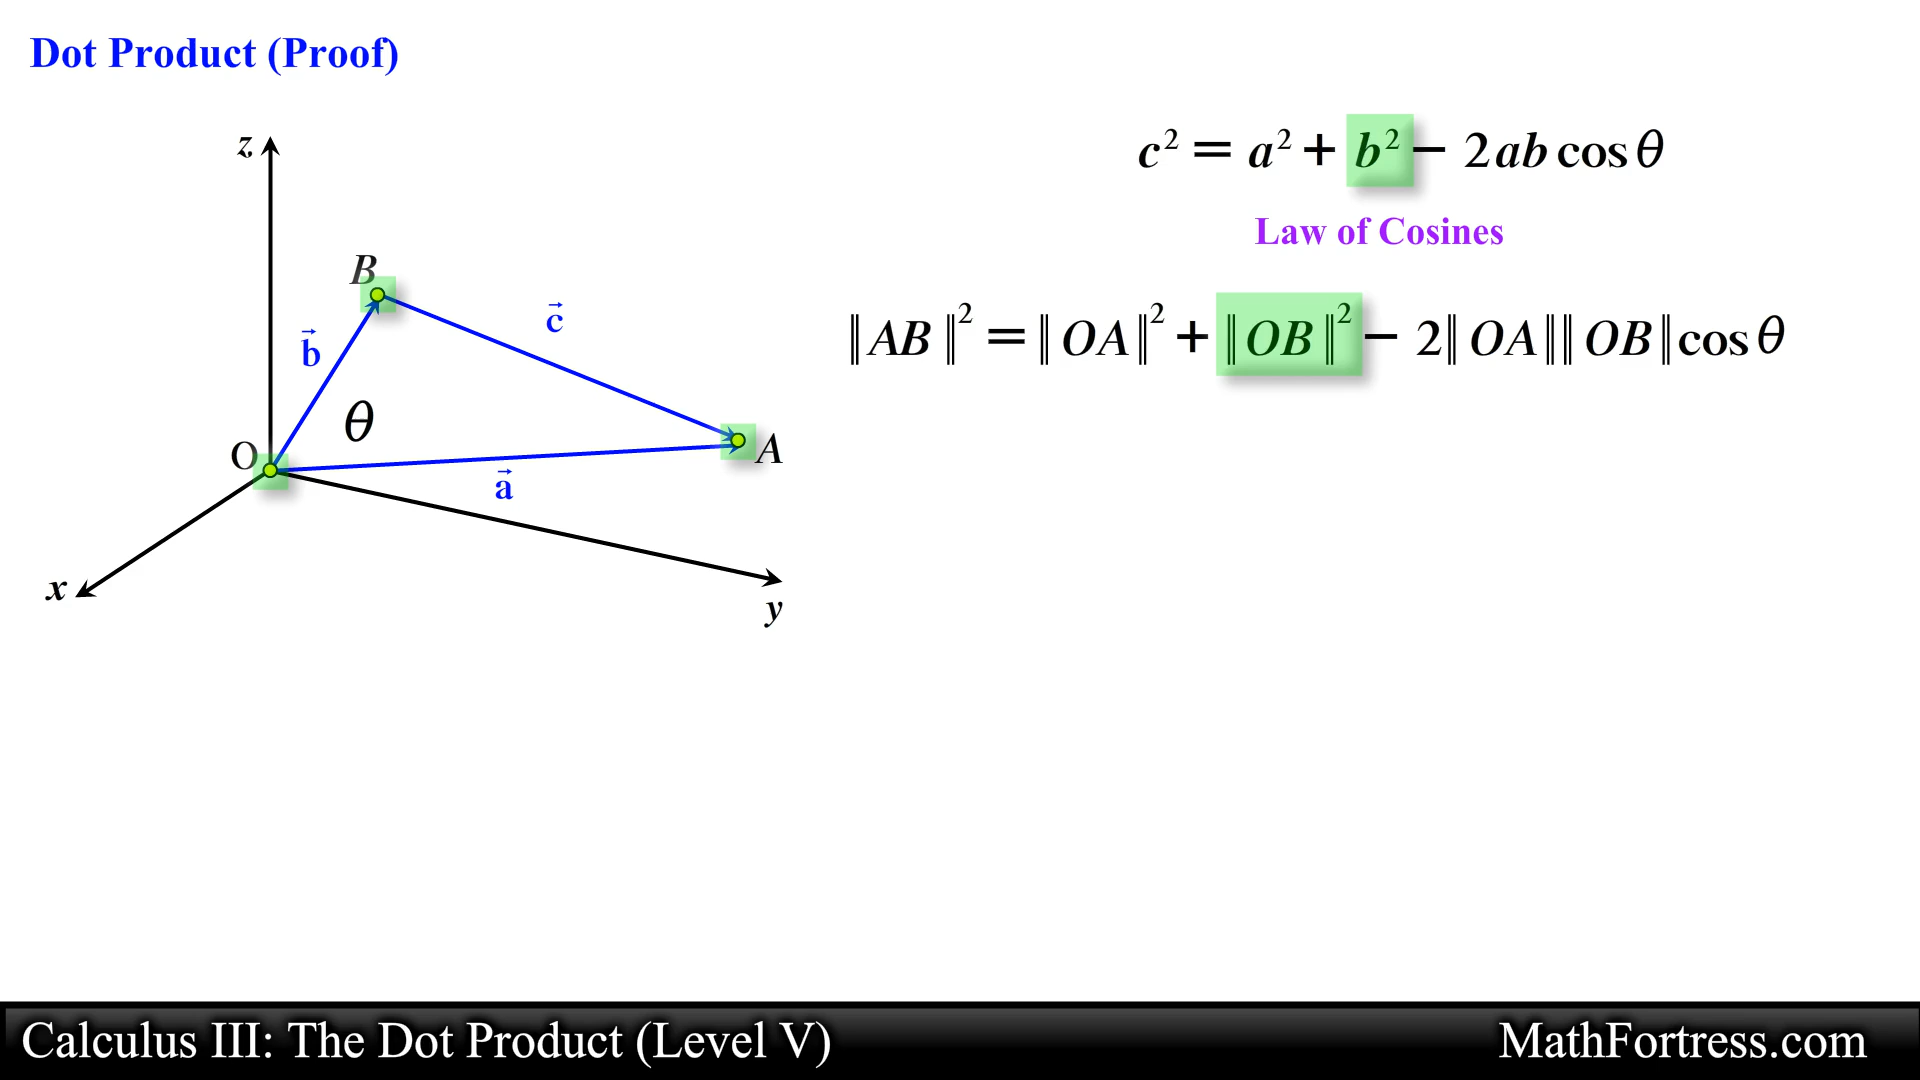 Dot Product (Proof)
z
c² = a² + b² − 2ab cos θ
Law of Cosines
B
c⃗
b⃗
‖AB‖² = ‖OA‖² + ‖OB‖² − 2‖OA‖‖OB‖cos θ
θ
O
A
a⃗
x
y
Calculus III: The Dot Product (Level V)
MathFortress.com